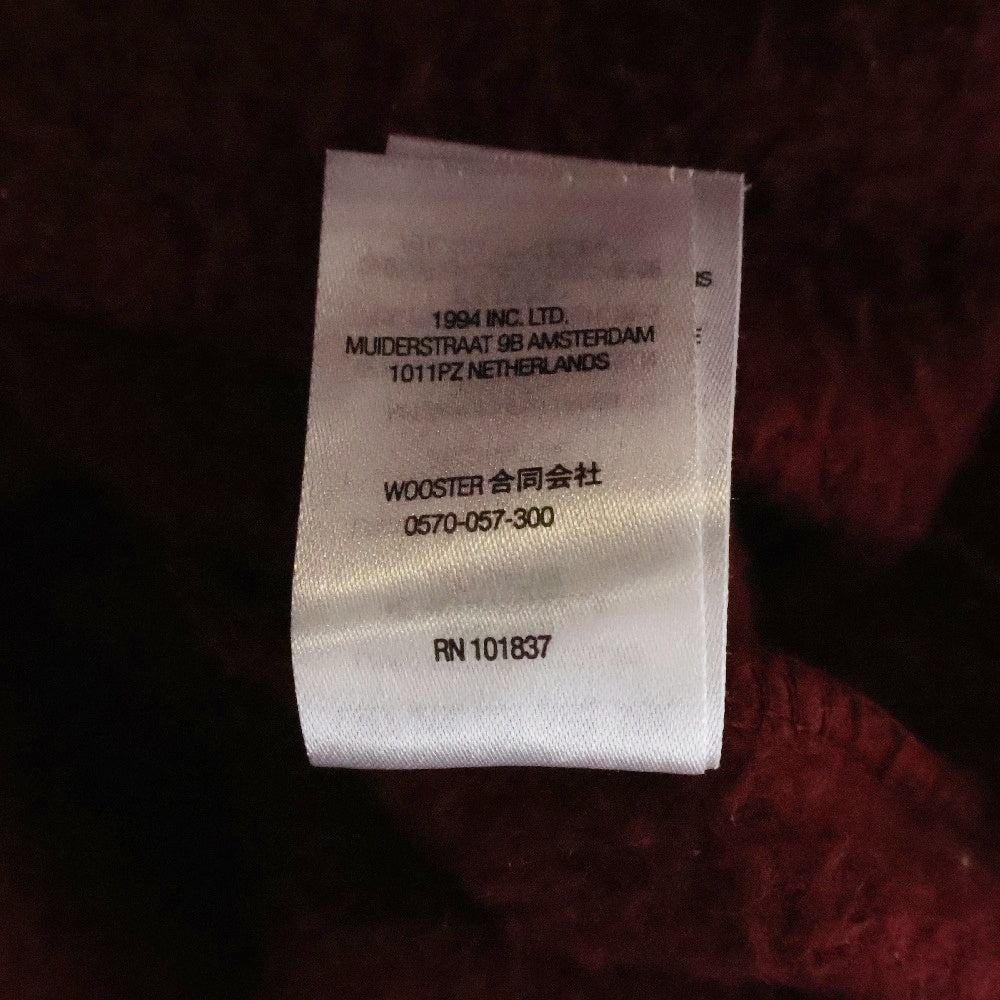 1994 INC. LTD.
MUIDERSTRAAT 9B AMSTERDAM
1011PZ NETHERLANDS
WOOSTER 合同会社
0570-057-300
RN 101837